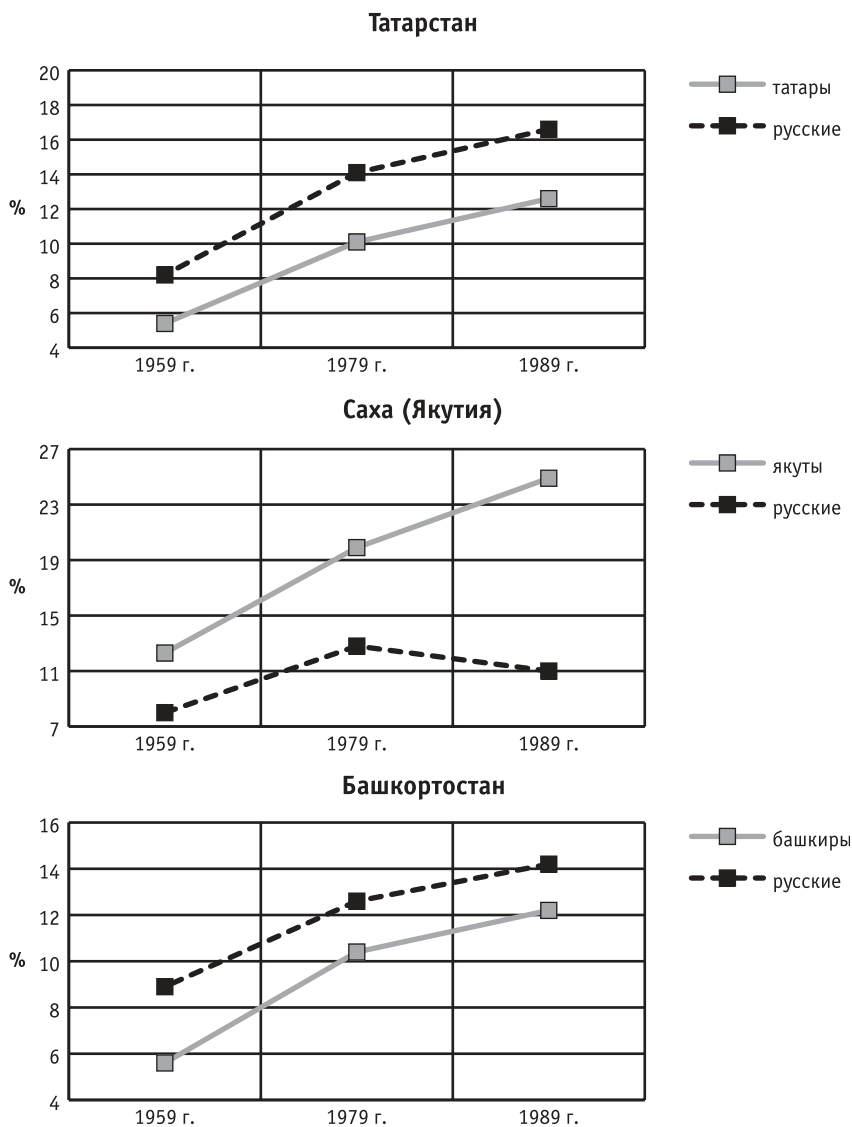 Татарстан
20
18
16
14
12
10
8
6
4
%
1959 г. 1979 г. 1989 г.
татары
русские
Саха (Якутия)
27
23
19
15
11
7
%
1959 г. 1979 г. 1989 г.
якуты
русские
Башкортостан
16
14
12
10
8
6
4
%
1959 г. 1979 г. 1989 г.
башкиры
русские